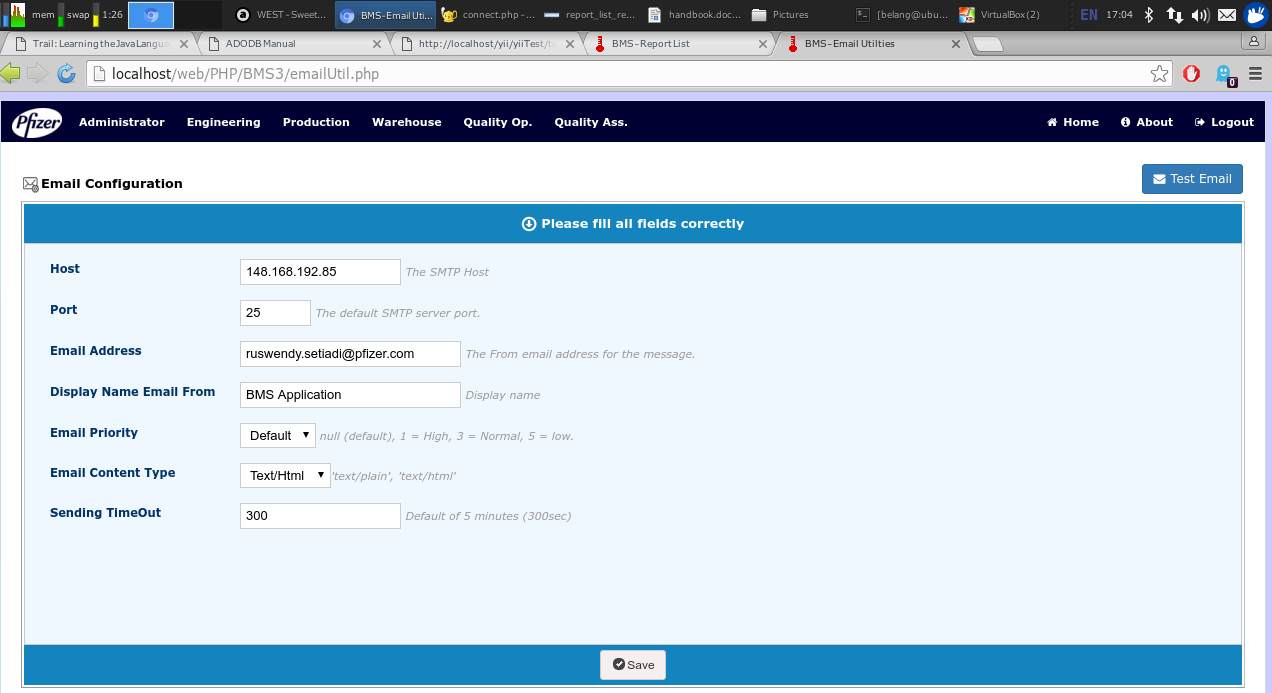 mem swap 1:26 WEST - Sweet... BMS-Email Uti... connect.php - ... report_list_re... handbook.doc... Pictures [belang@ubu... VirtualBox (2) EN 17:04
Trail: Learning the Java Langua ADODB Manual http://localhost/yii/yiiTest/ BMS - Report List BMS - Email Utilties
localhost/web/PHP/BMS3/emailUtil.php 0
Pfizer Administrator Engineering Production Warehouse Quality Op. Quality Ass. Home About Logout
Email Configuration Test Email
Please fill all fields correctly
Host 148.168.192.85 The SMTP Host
Port 25 The default SMTP server port.
Email Address ruswendy.setiadi@pfizer.com The From email address for the message.
Display Name Email From BMS Application Display name
Email Priority Default null (default), 1 = High, 3 = Normal, 5 = low.
Email Content Type Text/Html 'text/plain', 'text/html'
Sending TimeOut 300 Default of 5 minutes (300sec)
Save